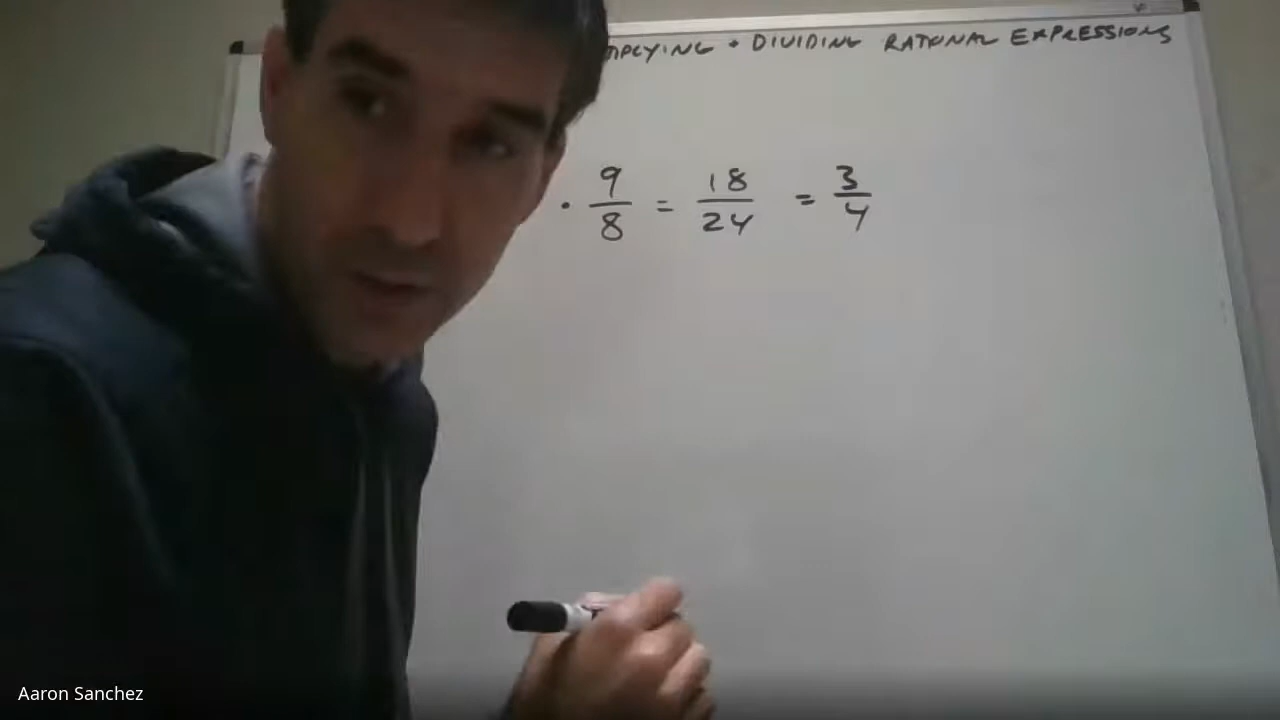 MPLYING + DIVIDING RATIONAL EXPRESSIONS
· 9/8 = 18/24 = 3/4
Aaron Sanchez